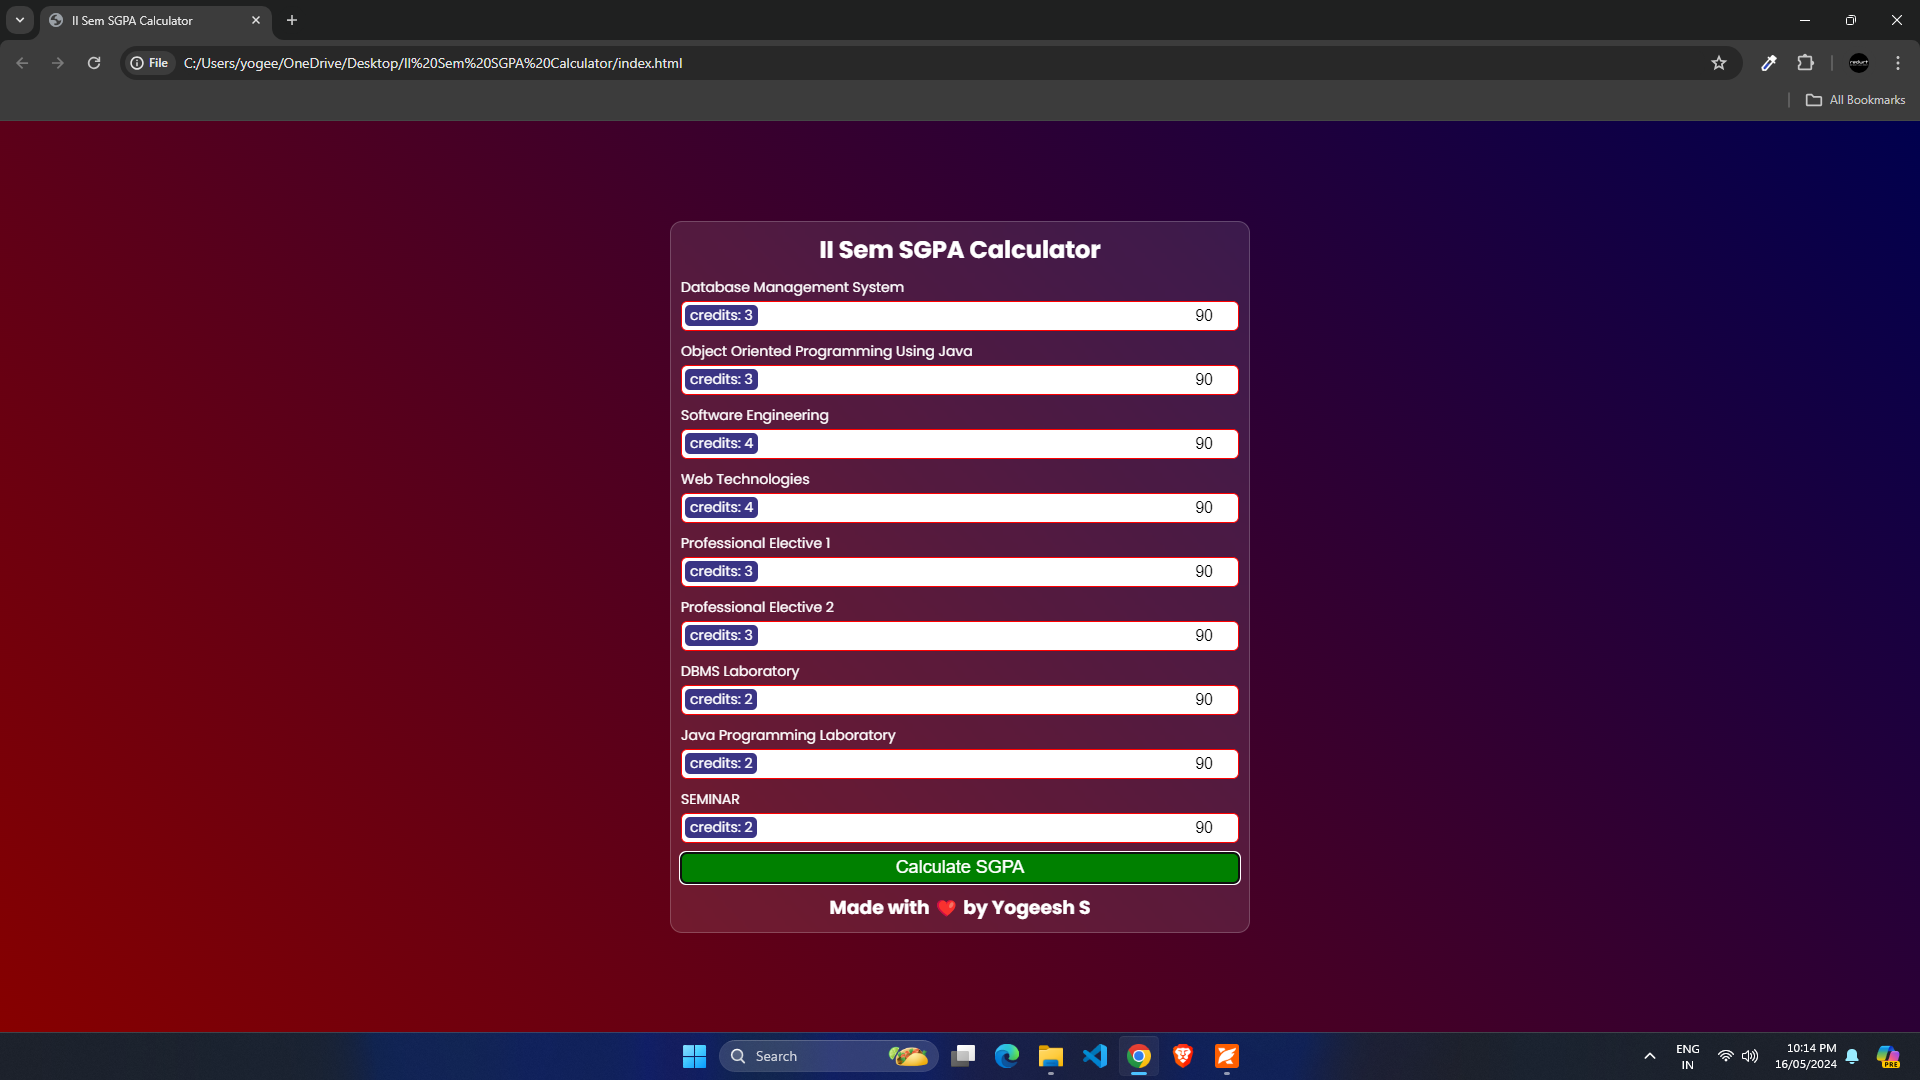 II Sem SGPA Calculator
File C:/Users/yogee/OneDrive/Desktop/II%20Sem%20SGPA%20Calculator/index.html
All Bookmarks
II Sem SGPA Calculator
Database Management System
credits: 3 90
Object Oriented Programming Using Java
credits: 3 90
Software Engineering
credits: 4 90
Web Technologies
credits: 4 90
Professional Elective 1
credits: 3 90
Professional Elective 2
credits: 3 90
DBMS Laboratory
credits: 2 90
Java Programming Laboratory
credits: 2 90
SEMINAR
credits: 2 90
Calculate SGPA
Made with ❤️ by Yogeesh S
Search
ENG
IN
10:14 PM
16/05/2024
PRE